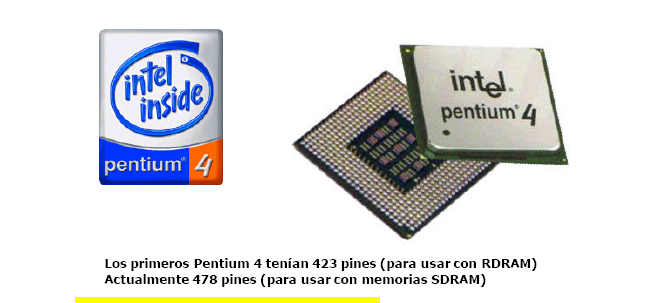 intel
inside
pentium® 4
intel®
pentium® 4
Los primeros Pentium 4 tenían 423 pines (para usar con RDRAM)
Actualmente 478 pines (para usar con memorias SDRAM)